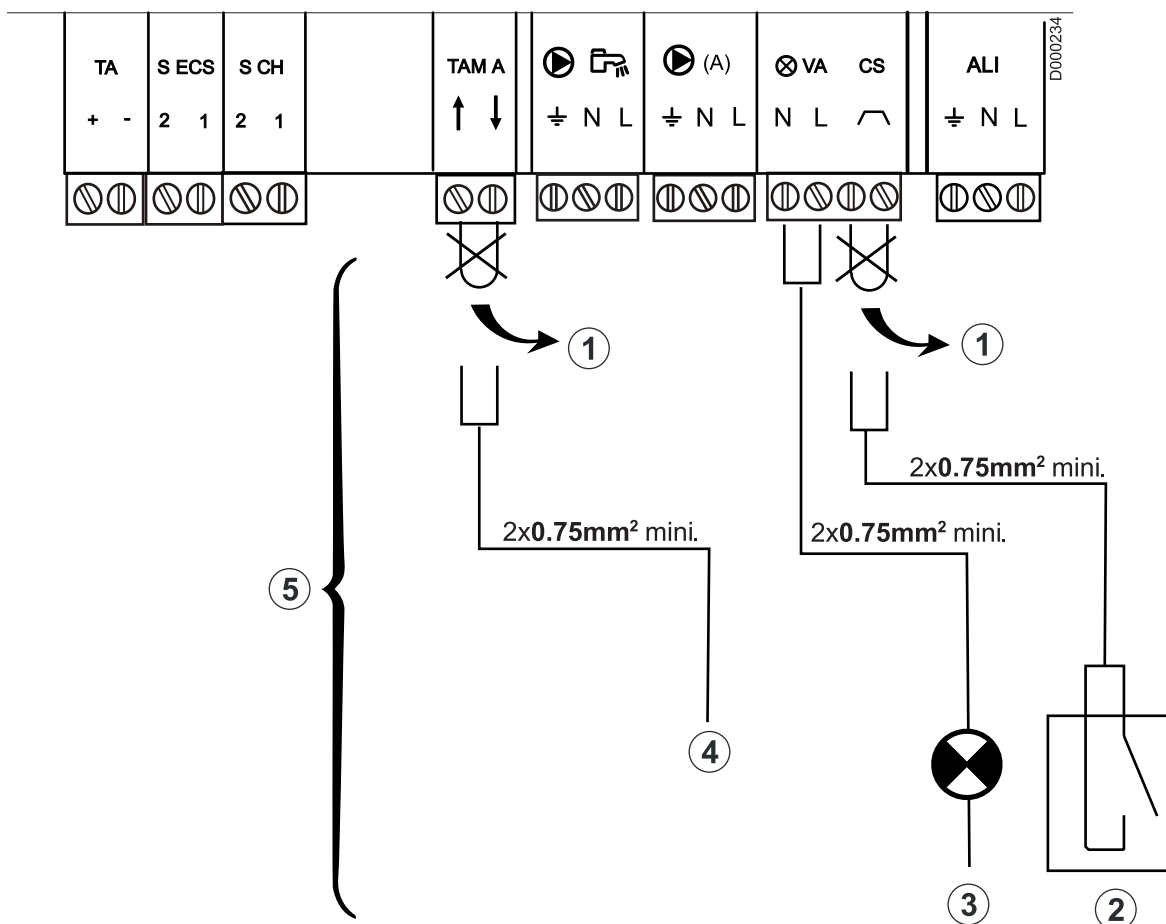 TA S ECS S CH TAM A (A) VA CS ALI
+ - 2 1 2 1 N L N L N L N L
D000234
1 1
2x0.75mm² mini.
2x0.75mm² mini. 2x0.75mm² mini.
5
4
3 2